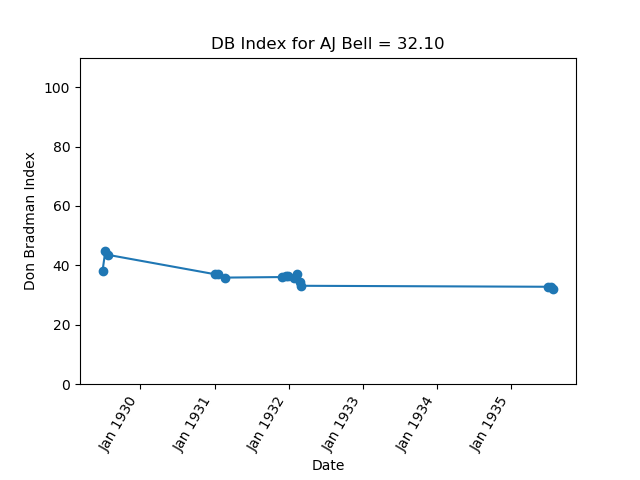 DB Index for AJ Bell = 32.10
Don Bradman Index
100
80
60
40
20
0
Jan 1930
Jan 1931
Jan 1932
Jan 1933
Jan 1934
Jan 1935
Date